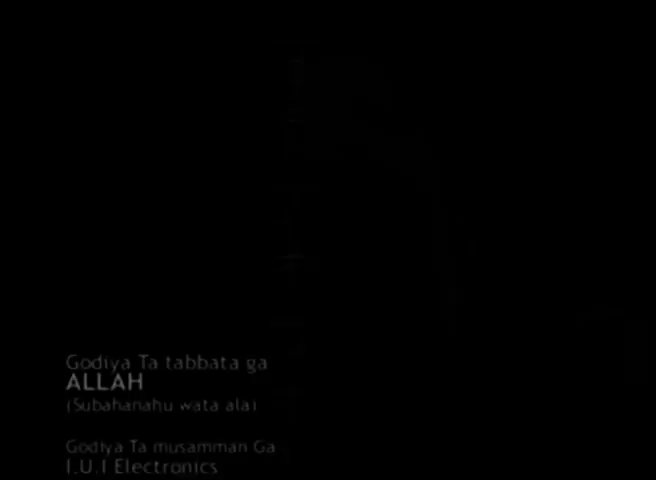 Godiya Ta tabbata ga
ALLAH
(Subahanahu wata ala)
Godiya Ta musamman Ga
I.U.I Electronics